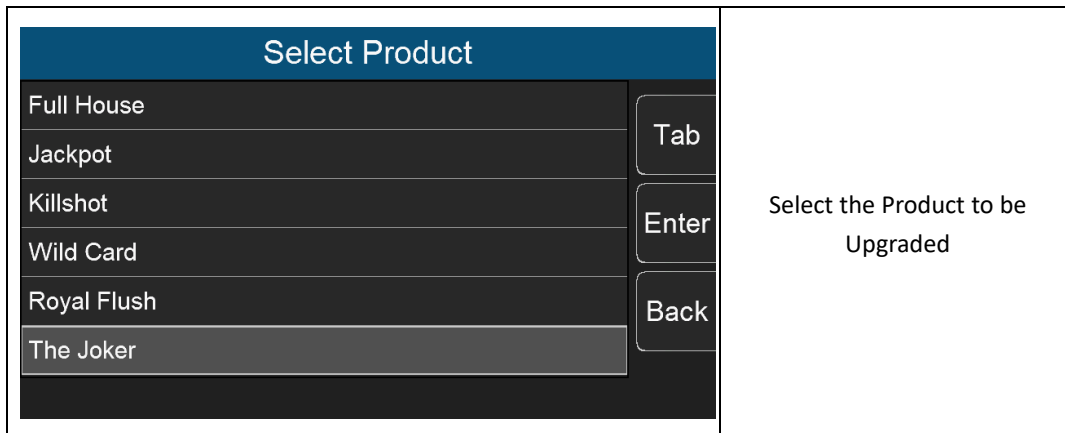 Select Product
Full House
Jackpot
Killshot
Wild Card
Royal Flush
The Joker
Tab
Enter
Back
Select the Product to be
Upgraded